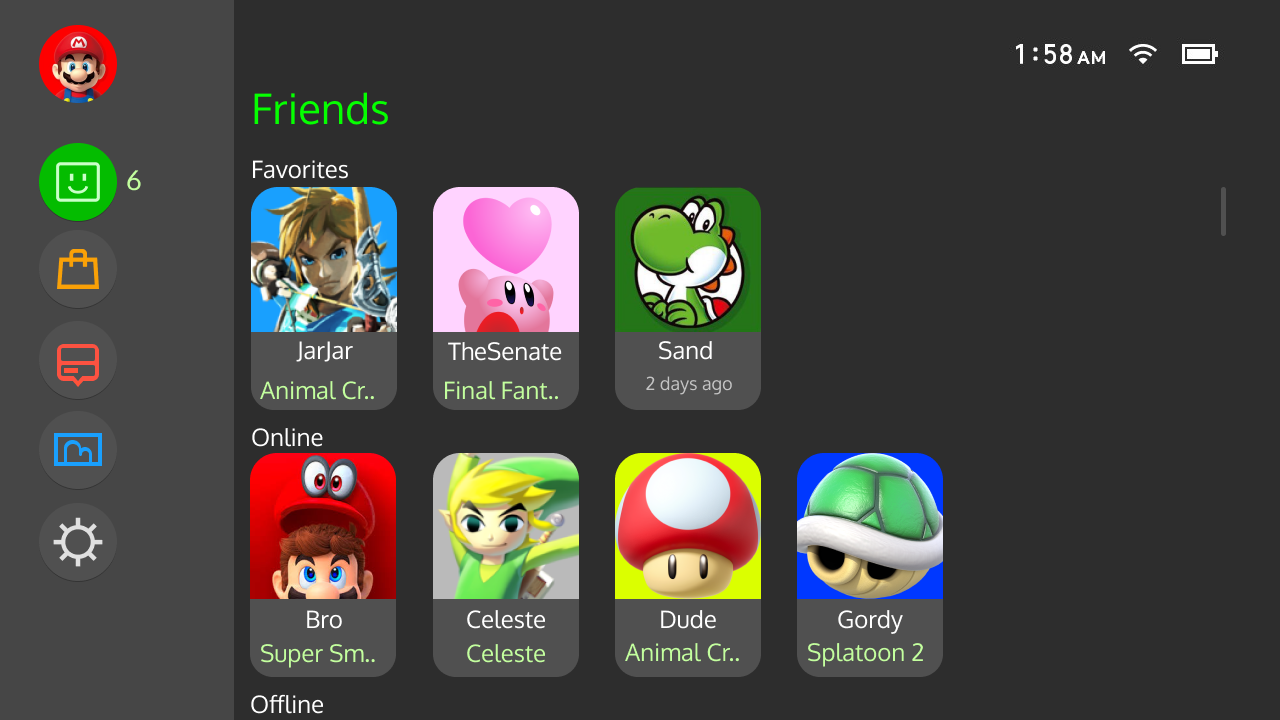 1:58 AM
Friends
6
Favorites
JarJar
Animal Cr..
TheSenate
Final Fant..
Sand
2 days ago
Online
Bro
Super Sm..
Celeste
Celeste
Dude
Animal Cr..
Gordy
Splatoon 2
Offline